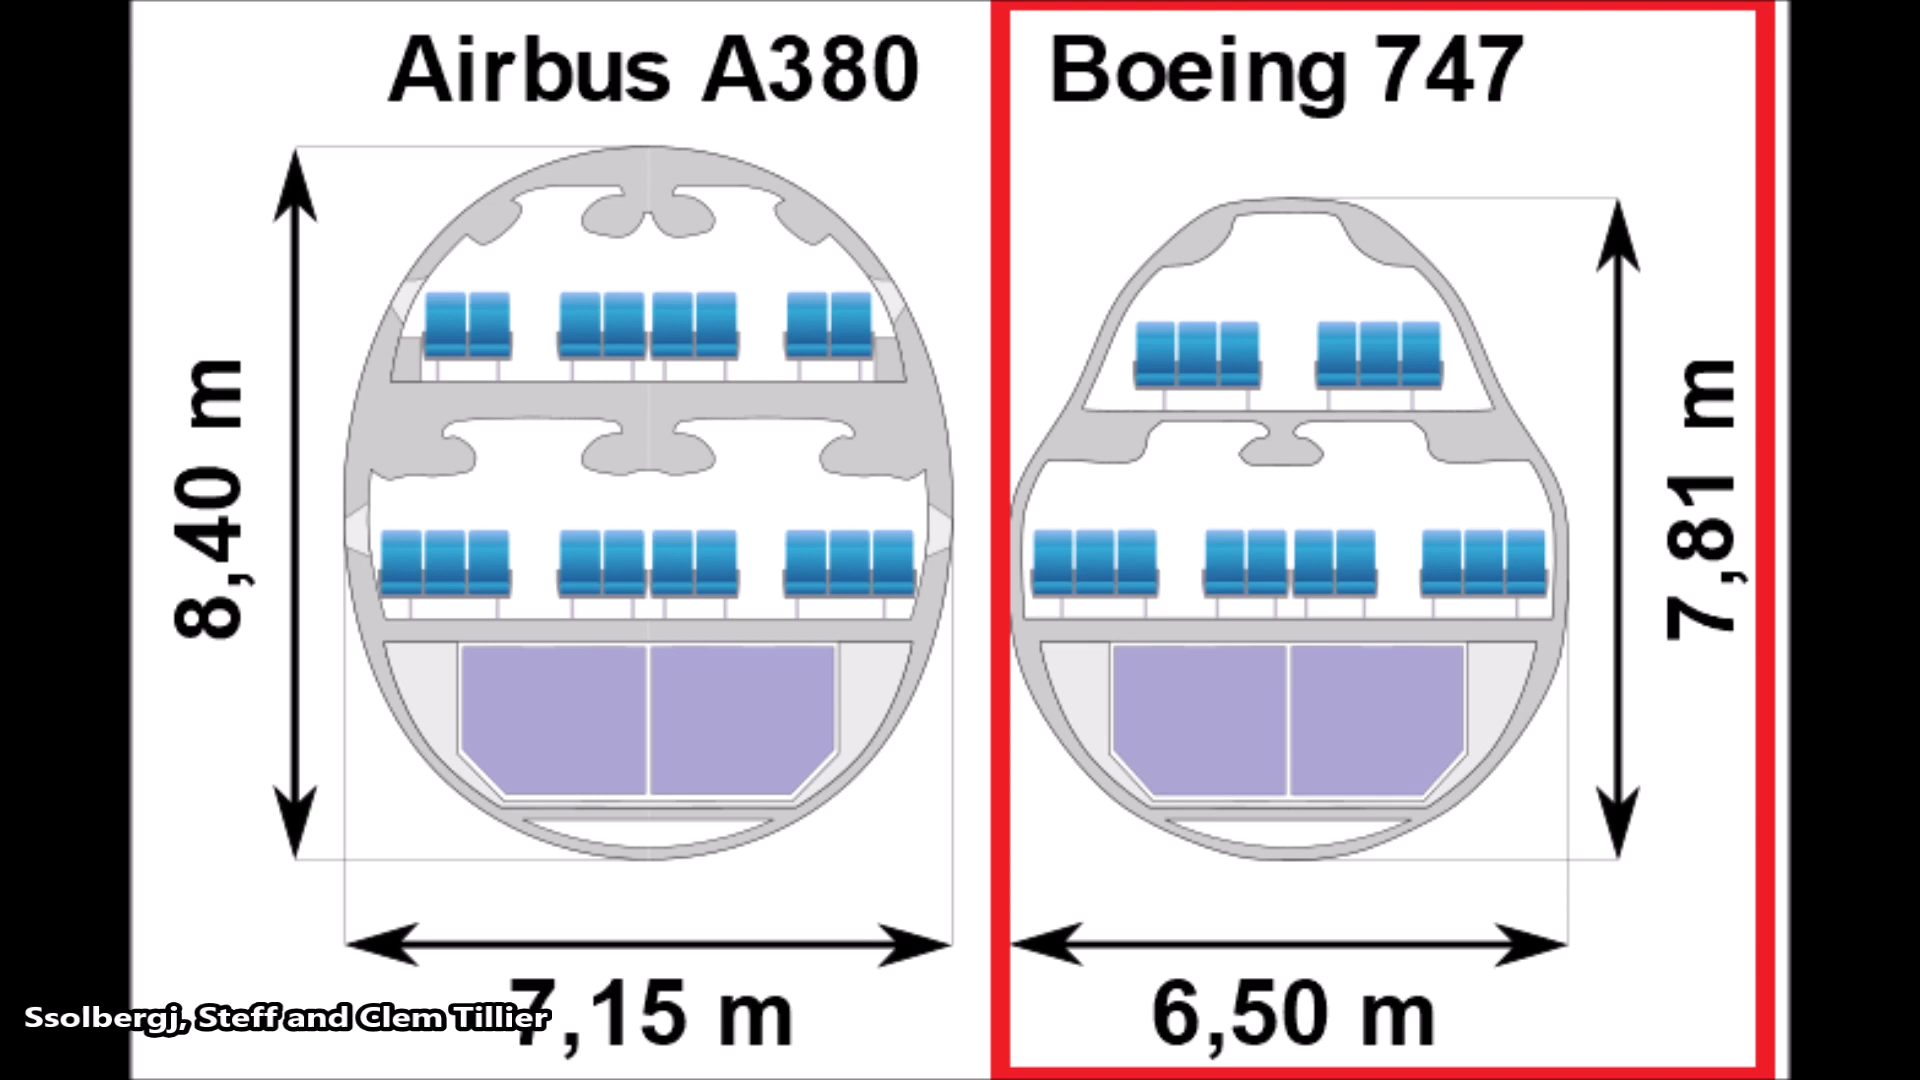 Airbus A380
Boeing 747
8,40 m
7,81 m
7,15 m
6,50 m
Ssolbergj, Steff and Clem Tillier